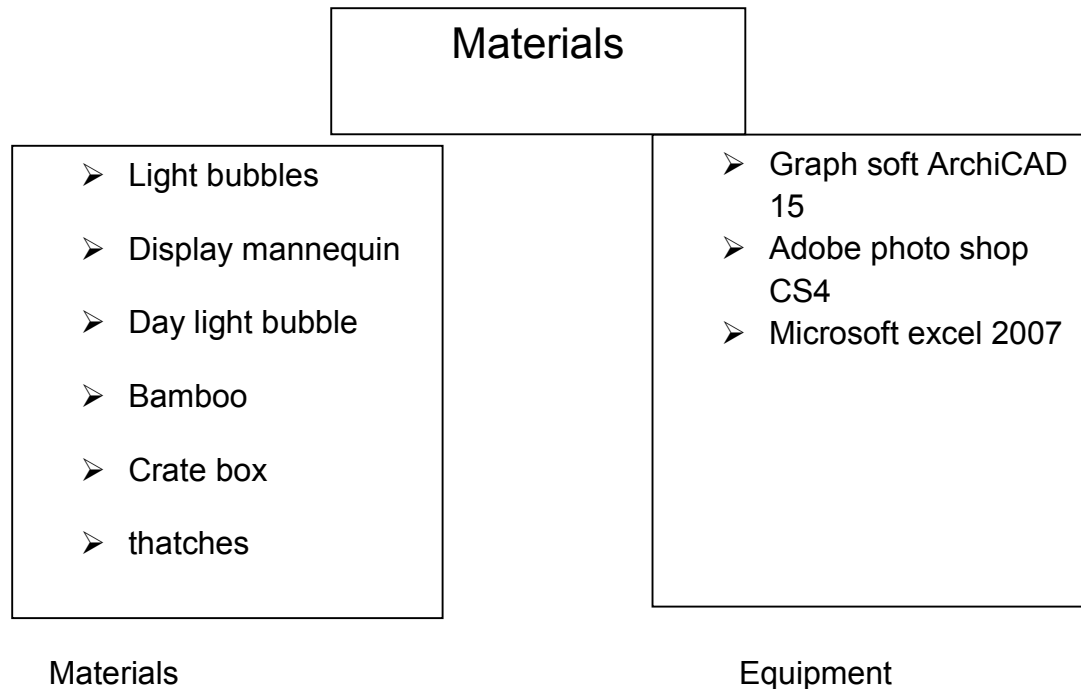 Materials
➢ Light bubbles
➢ Display mannequin
➢ Day light bubble
➢ Bamboo
➢ Crate box
➢ thatches
➢ Graph soft ArchiCAD
15
➢ Adobe photo shop
CS4
➢ Microsoft excel 2007
Materials
Equipment